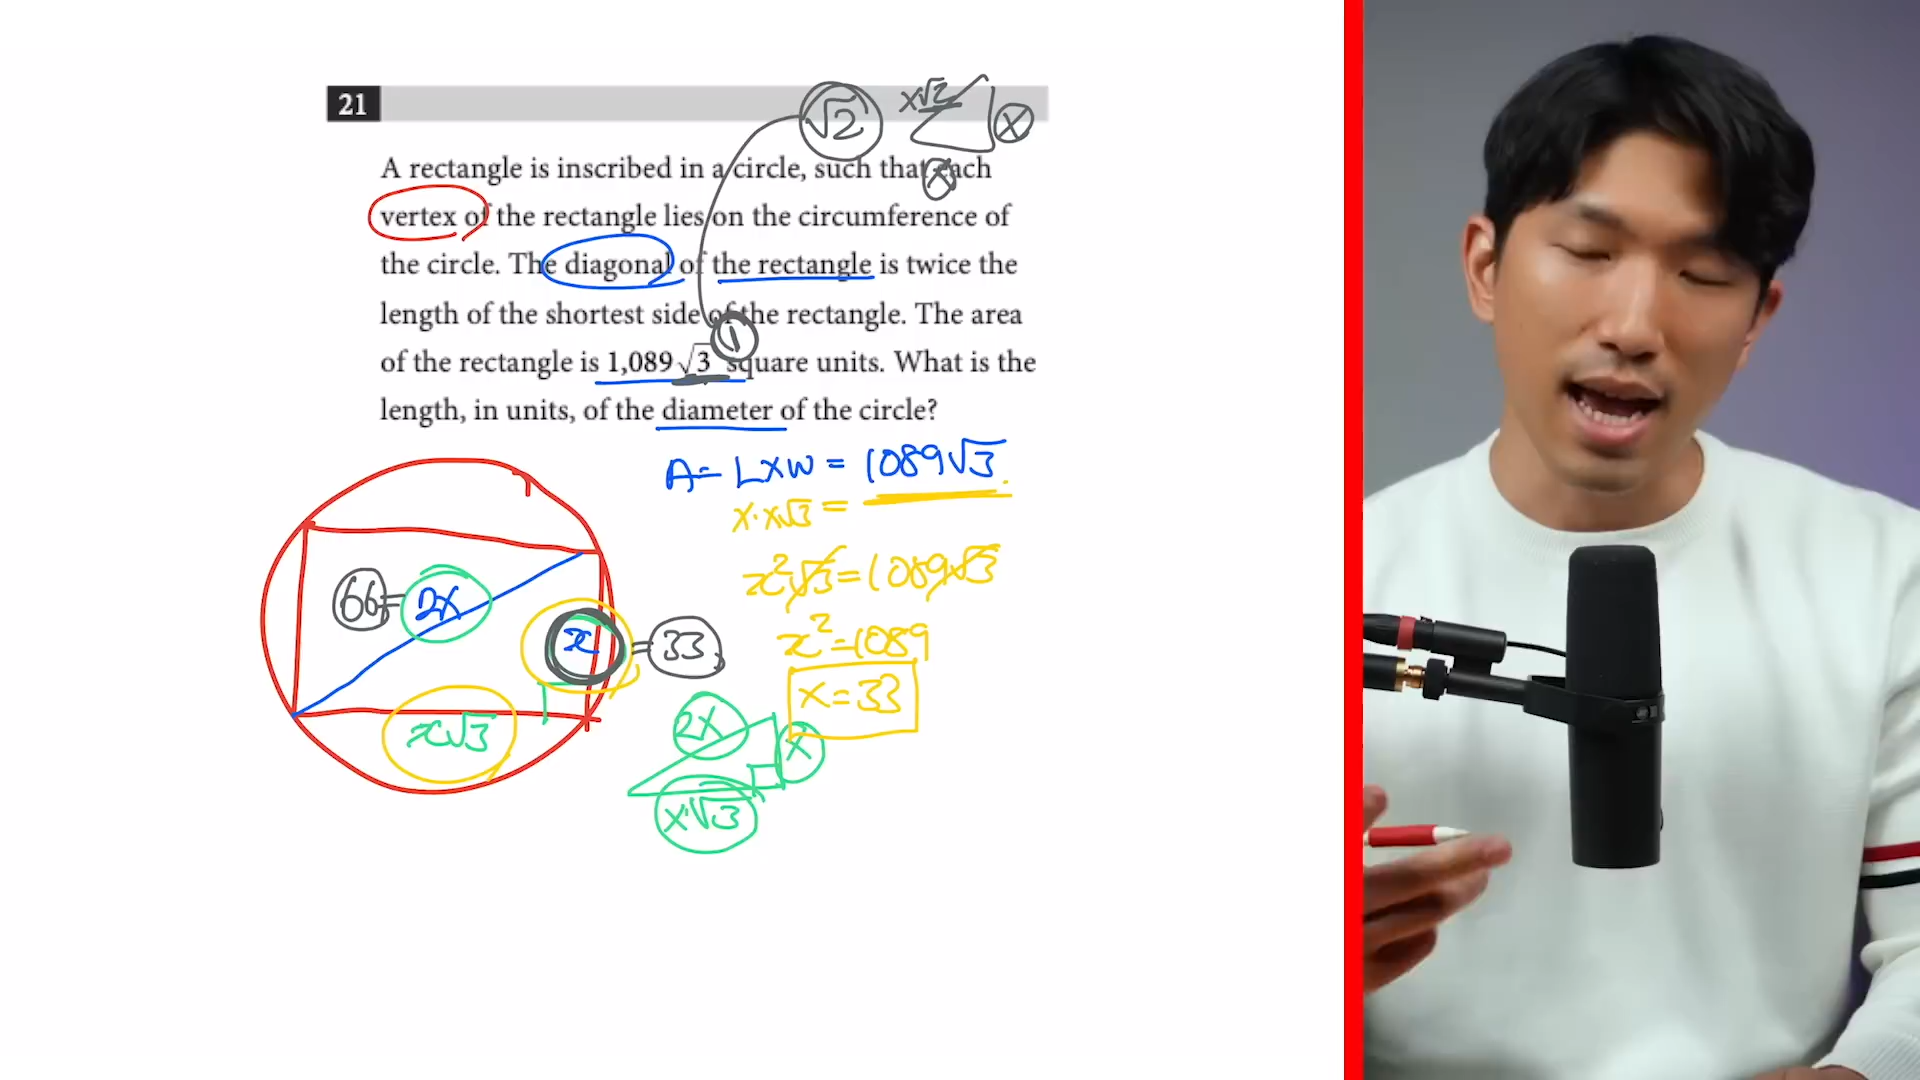 21
√2
x√2
x
x
A rectangle is inscribed in a circle, such that each
vertex of the rectangle lies on the circumference of
the circle. The diagonal of the rectangle is twice the
length of the shortest side of the rectangle. The area
1
of the rectangle is 1,089√3 square units. What is the
length, in units, of the diameter of the circle?
A = L×W = 1089√3
x·x√3 =
x²√3 = 1089√3
x² = 1089
x = 33
66 = 2x
x = 33
x√3
2x
x
x·√3